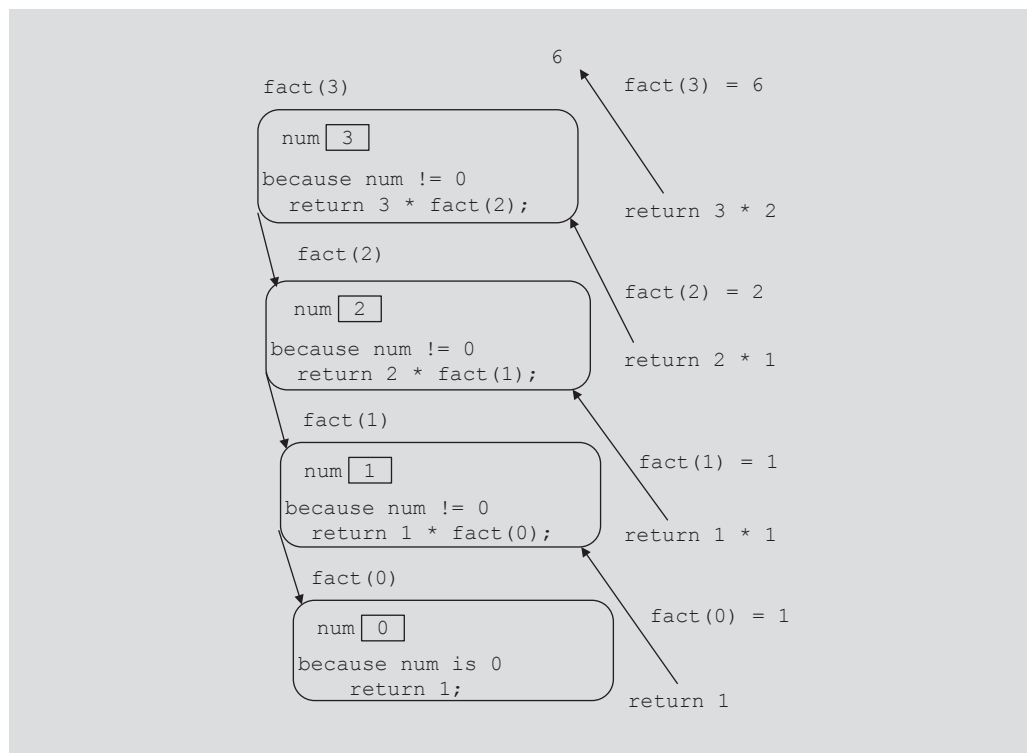 6
fact(3)
fact(3) = 6
num 3
because num != 0
return 3 * fact(2);
return 3 * 2
fact(2)
fact(2) = 2
num 2
because num != 0
return 2 * fact(1);
return 2 * 1
fact(1)
fact(1) = 1
num 1
because num != 0
return 1 * fact(0);
return 1 * 1
fact(0)
fact(0) = 1
num 0
because num is 0
return 1;
return 1